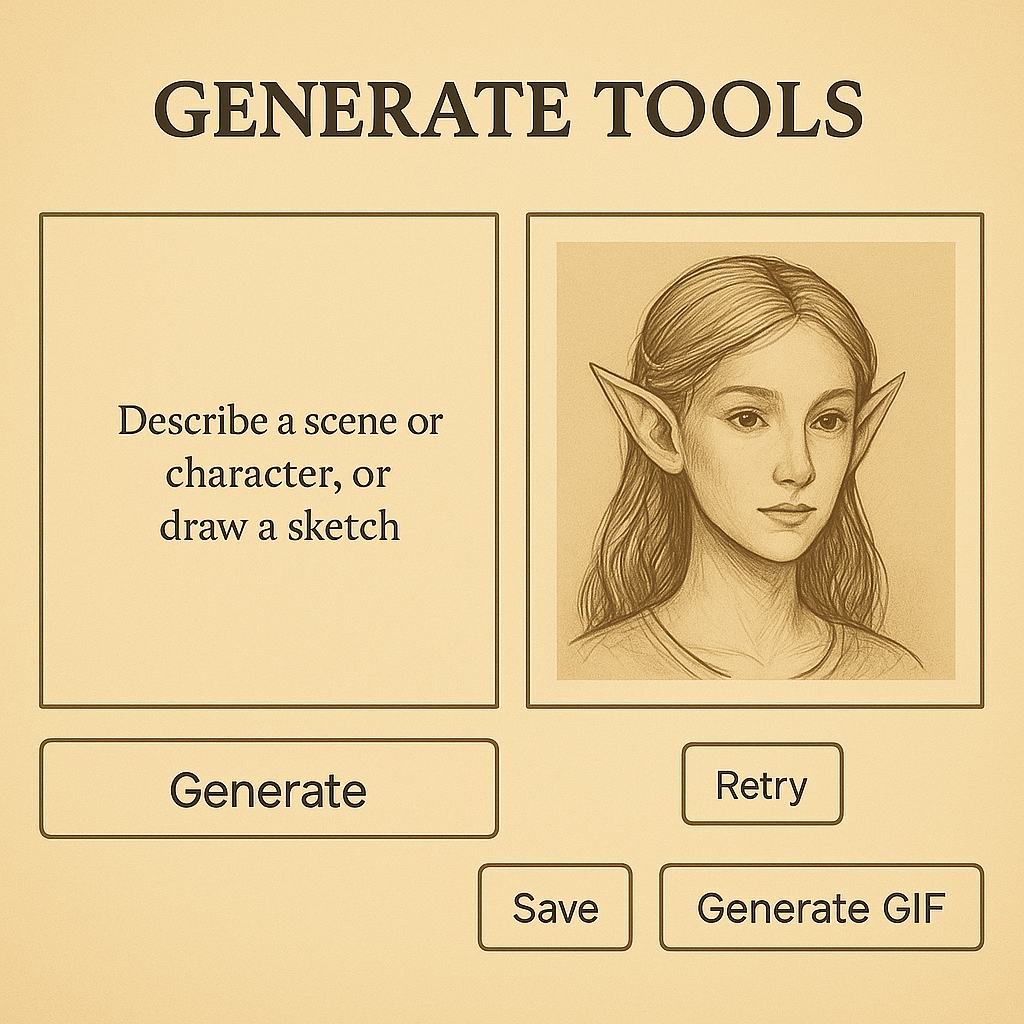 GENERATE TOOLS
Describe a scene or
character, or
draw a sketch
Generate
Retry
Save
Generate GIF